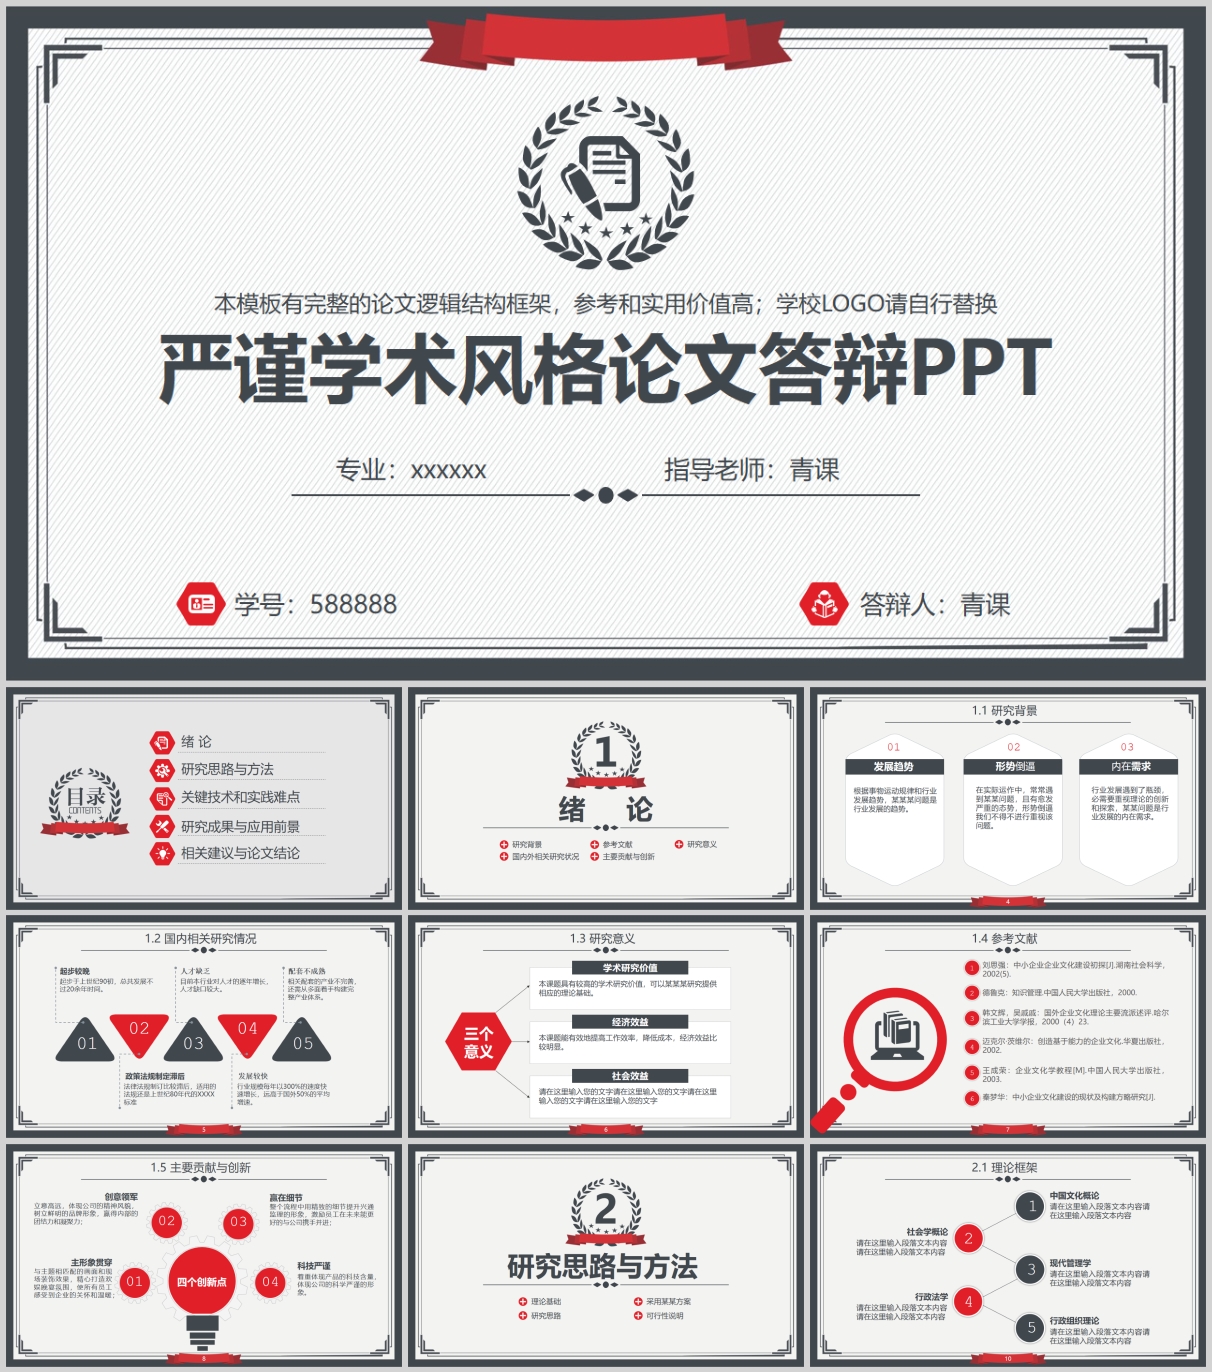 本模板有完整的论文逻辑结构框架，参考和实用价值高；学校LOGO请自行替换
严谨学术风格论文答辩PPT
专业：xxxxxx
指导老师：青课
学号：588888
答辩人：青课
目录
CONTENTS
绪 论
研究思路与方法
关键技术和实践难点
研究成果与应用前景
相关建议与论文结论
1
绪 论
研究背景
参考文献
研究意义
国内外相关研究状况
主要贡献与创新
1.1 研究背景
01
发展趋势
根据事物运动规律和行业
发展趋势，某某某问题是
行业发展的趋势。
02
形势倒逼
在实际运作中，常常遇
到某某问题，且有愈发
严重的态势，形势倒逼
我们不得不进行重视该
问题。
03
内在需求
行业发展遇到了瓶颈，
必需要重视理论的创新
和探索，某某问题是行
业发展的内在需求。
4
1.2 国内相关研究情况
起步较晚
起步于上世纪90初，总共发展不
过20余年时间。
人才缺乏
目前本行业对人才的逐年增长，
人才缺口较大。
配套不成熟
相关配套的产业不完善，
还需从多面着手构建完
整产业体系。
01
02
03
04
05
政策法规制定滞后
法律法规制订比较滞后，适用的
法规还是上世纪80年代的XXXX
标准
发展较快
行业规模每年以300%的速度快
速增长，远高于国外50%的平均
增速。
5
1.3 研究意义
三个
意义
学术研究价值
本课题具有较高的学术研究价值，可以某某某研究提供
相应的理论基础。
经济效益
本课题能有效地提高工作效率，降低成本，经济效益比
较明显。
社会效益
请在这里输入您的文字请在这里输入您的文字请在这里
输入您的文字请在这里输入您的文字
6
1.4 参考文献
1 刘恩强：中小企业企业文化建设初探[J].湖南社会科学，
2002(5).
2 德鲁克：知识管理.中国人民大学出版社，2000.
3 韩文辉，吴威威：国外企业文化理论主要流派述评.哈尔
滨工业大学学报，2000（4）23.
4 迈克尔·茨维尔：创造基于能力的企业文化.华夏出版社，
2002.
5 王成荣：企业文化学教程[M].中国人民大学出版社，
2003.
6 秦梦华：中小企业文化建设的现状及构建方略研究[J].
7
1.5 主要贡献与创新
创意领军
立意高远，体现公司的精神风貌，
树立鲜明的品牌形象，赢得内部的
团结力和凝聚力；
02
03
赢在细节
整个流程中用精致的细节提升兴通
监理的形象，激励员工在未来能更
好的与公司携手并进；
主形象贯穿
与主题相匹配的画面和现
场装饰效果，精心打造欢
娱晚宴氛围，使所有员工
感受到企业的关怀和温暖；
01
四个创新点
04
科技严谨
着重体现产品的科技含量，
体现公司的科学严谨的形
象。
8
2
研究思路与方法
理论基础
采用某某方案
研究思路
可行性说明
2.1 理论框架
1
中国文化概论
请在这里输入段落文本内容请
在这里输入段落文本内容
社会学概论
请在这里输入段落文本内容
请在这里输入段落文本内容
2
3
现代管理学
请在这里输入段落文本内容请
在这里输入段落文本内容
行政法学
请在这里输入段落文本内容
请在这里输入段落文本内容
4
5
行政组织理论
请在这里输入段落文本内容请
在这里输入段落文本内容
10